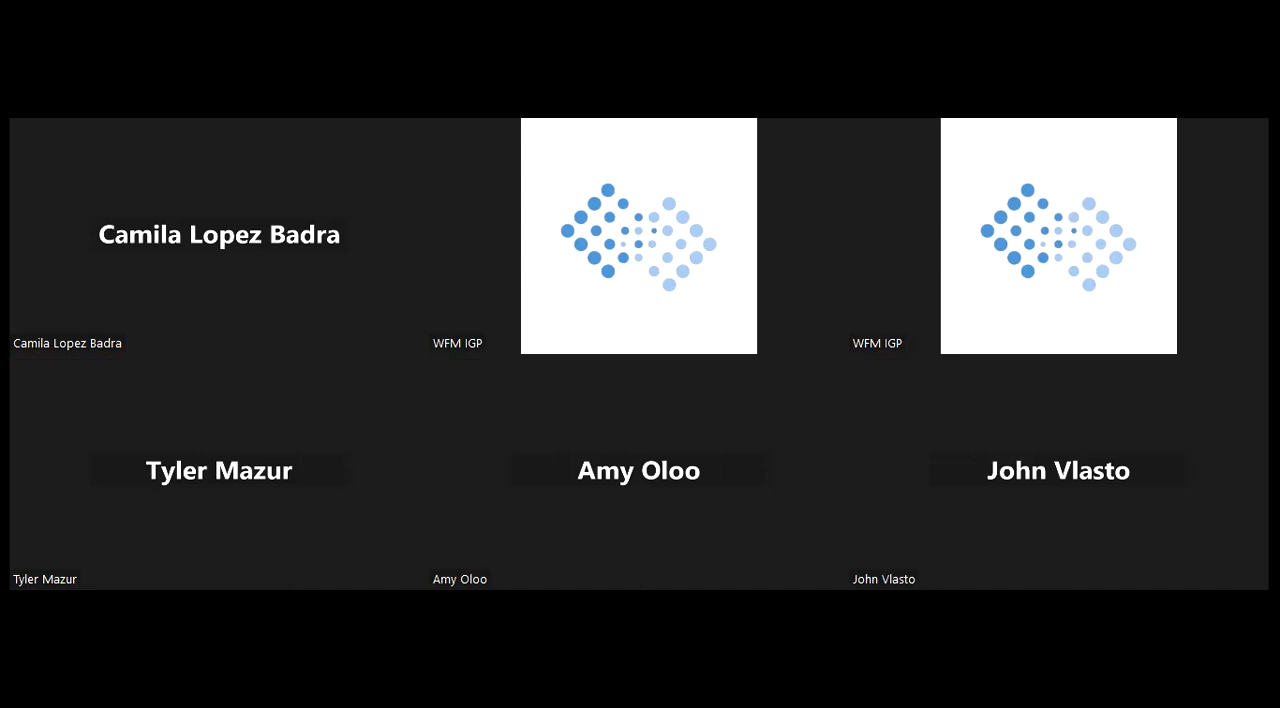 Camila Lopez Badra
Camila Lopez Badra
WFM IGP
WFM IGP
Tyler Mazur
Amy Oloo
John Vlasto
Tyler Mazur
Amy Oloo
John Vlasto